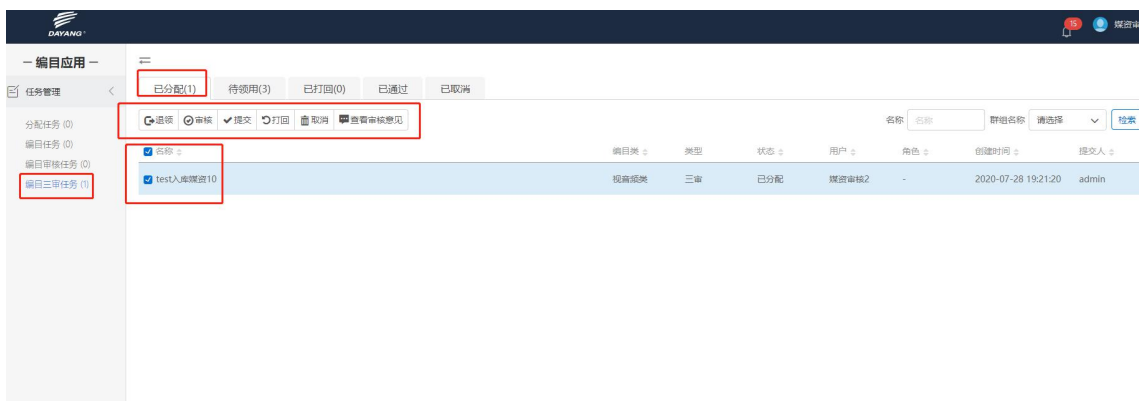 DAYANG
15
媒资审
一 编目应用 一
任务管理
分配任务 (0)
编目任务 (0)
编目审核任务 (0)
编目三审任务 (1)
已分配(1) 待领用(3) 已打回(0) 已通过 已取消
退领 审核 提交 打回 取消 查看审核意见
名称 名称 群组名称 请选择 检索
名称 编目类 类型 状态 用户 角色 创建时间 提交人
test入库媒资10 视音频类 三审 已分配 媒资审核2 - 2020-07-28 19:21:20 admin